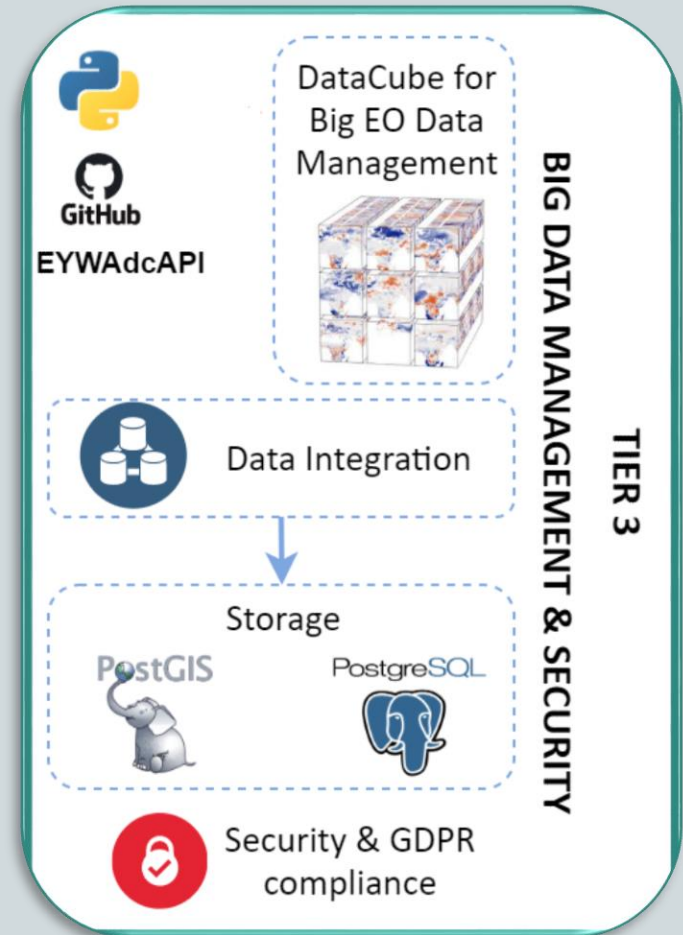 DataCube for
Big EO Data
Management
GitHub
EYWAdcAPI
Data Integration
Storage
PostGIS
PostgreSQL
Security & GDPR
compliance
BIG DATA MANAGEMENT & SECURITY
TIER 3